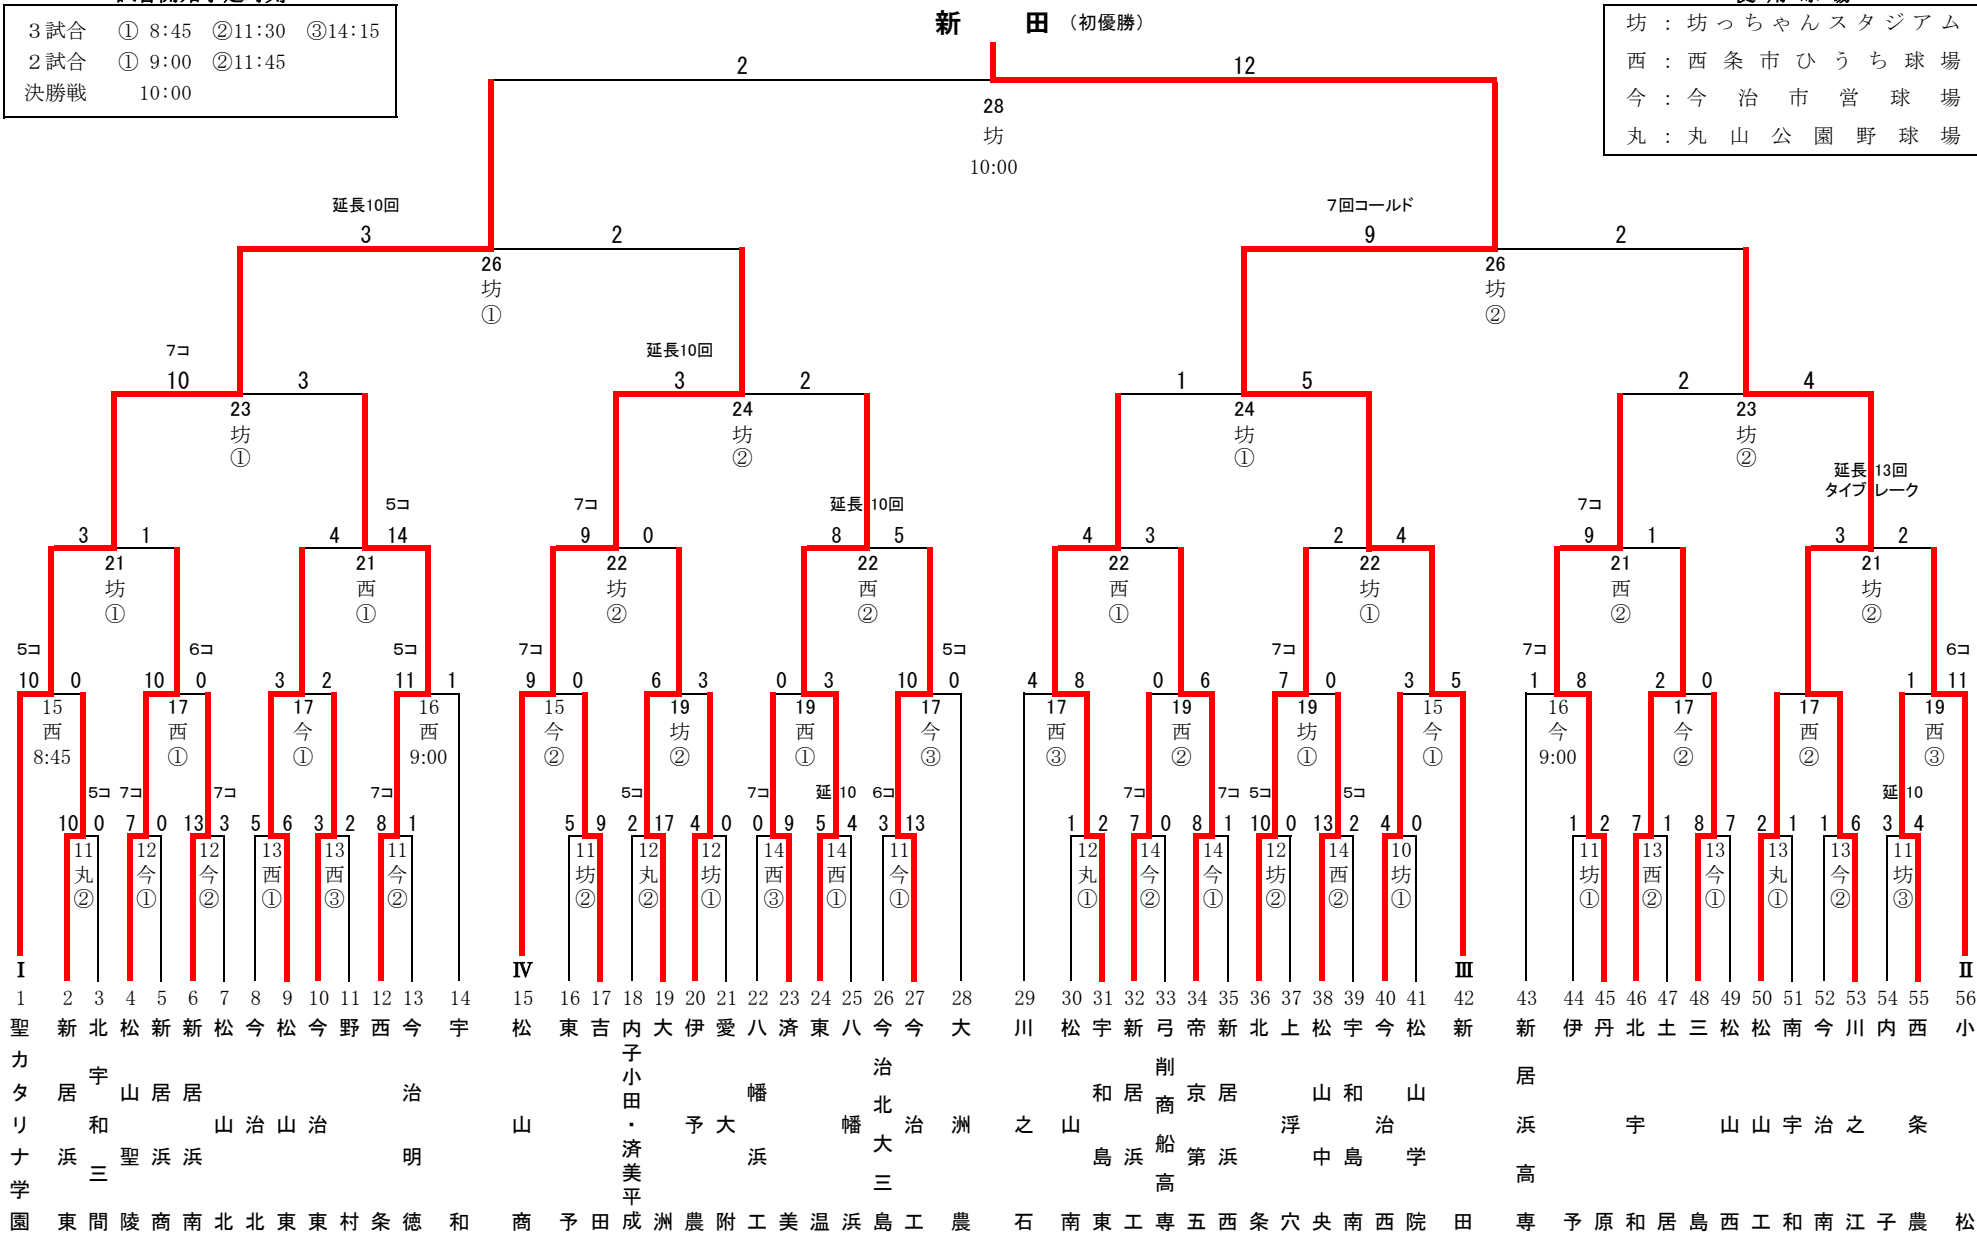 新 田 (初優勝)
3試合 ① 8:45 ②11:30 ③14:15
2試合 ① 9:00 ②11:45
決勝戦 10:00
坊 : 坊っちゃんスタジアム
西 : 西条市ひうち球場
今 : 今治市営球場
丸 : 丸山公園野球場
2 12
28
坊
10:00
延長10回 7回コールド
3 2 9 2
26 26
坊 坊
① ②
7コ 延長10回
10 3 3 2 1 5 2 4
23 24 24 23
坊 坊 坊 坊
① ② ① ②
延長13回
タイブレーク
5コ 7コ 延長10回 7コ
3 1 4 14 9 0 8 5 4 3 2 4 9 1 3 2
21 21 22 22 22 22 21 21
坊 西 坊 西 西 坊 西 坊
① ① ② ② ① ① ② ②
5コ 6コ 5コ 7コ 5コ 7コ 7コ 6コ
10 0 10 0 3 2 11 1 9 0 6 3 0 3 10 0 4 8 0 6 7 0 3 5 1 8 2 0 1 11
15 17 17 16 15 19 19 17 17 19 19 15 16 17 17 19
西 西 今 西 今 坊 西 今 西 西 坊 今 今 今 西 西
8:45 ① ① 9:00 ② ② ① ③ ③ ② ① ① 9:00 ② ② ③
5コ 7コ 7コ 7コ 5コ 7コ 延10 6コ 7コ 7コ 5コ 5コ 延10
10 0 7 0 13 3 5 6 3 2 8 1 5 9 2 17 4 0 0 9 5 4 3 13 1 2 7 0 8 1 10 0 13 2 4 0 1 2 7 1 8 7 2 1 1 6 3 4
11 12 12 13 13 11 11 12 12 14 14 11 12 14 14 12 14 10 11 13 13 13 13 11
丸 今 今 西 西 今 坊 丸 坊 西 西 今 丸 今 今 坊 西 坊 坊 西 今 丸 今 坊
② ① ② ① ③ ② ② ② ① ③ ① ① ① ② ① ② ② ① ① ② ① ① ② ③
Ⅰ Ⅳ Ⅲ Ⅱ
1 聖カタリナ学園
2 新居浜東
3 北宇和三間
4 松山聖陵
5 新居浜商
6 新居浜南
7 松山北
8 今治北
9 松山東
10 今治東
11 野村
12 西条
13 今治明徳
14 宇和
15 松山商
16 東予
17 吉田
18 内子小田・済美平成
19 大洲
20 伊予農
21 愛大附
22 八幡浜工
23 済美
24 東温
25 八幡浜
26 今治北大三島
27 今治工
28 大洲農
29 川之石
30 松山南
31 宇和島東
32 新居浜工
33 弓削商船高専
34 帝京第五
35 新居浜西
36 北条
37 上浮穴
38 松山中央
39 宇和島南
40 今治西
41 松山学院
42 新田
43 新居浜高専
44 伊予
45 丹原
46 北宇和
47 土居
48 三島
49 松山西
50 松山工
51 南宇和
52 今治南
53 川之江
54 内子
55 西条農
56 小松